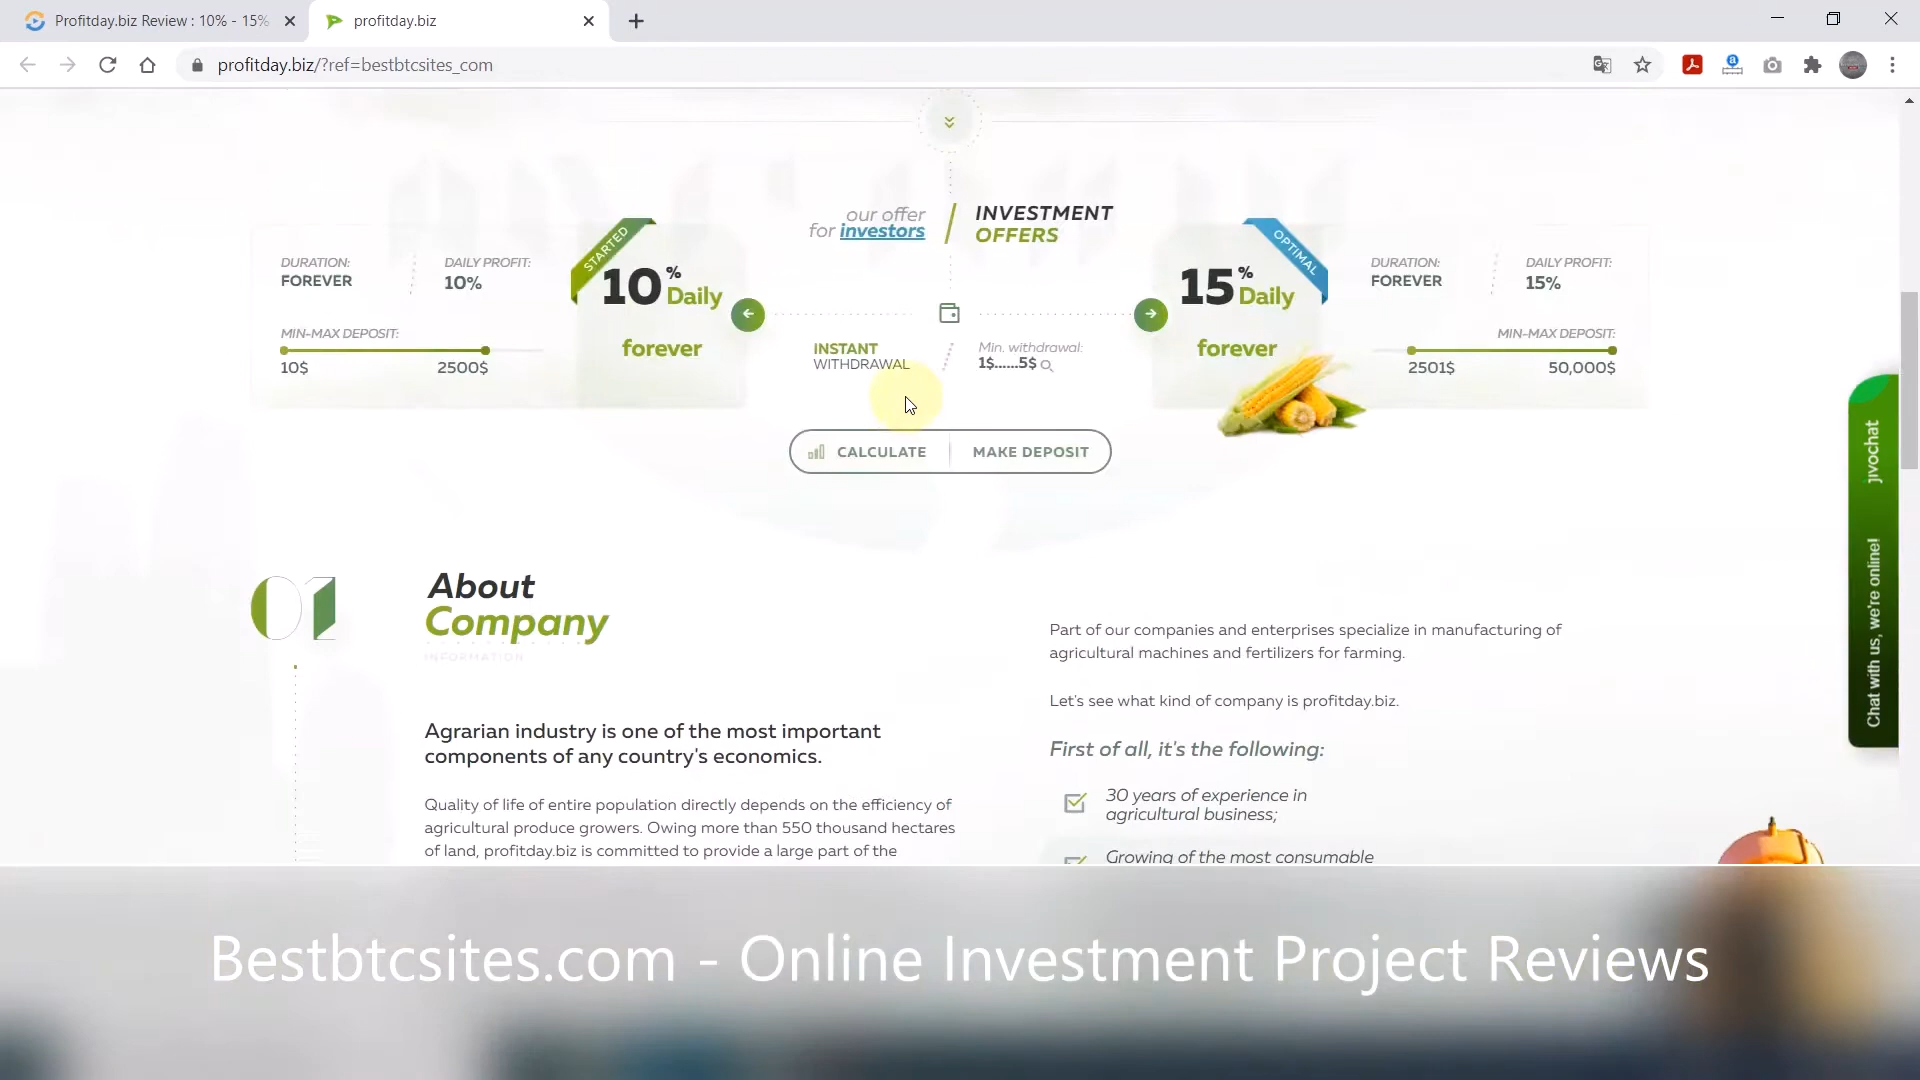 Profitday.biz Review : 10% - 15%
profitday.biz
profitday.biz/?ref=bestbtcsites_com
our offer
for investors
INVESTMENT
OFFERS
DURATION:
FOREVER
DAILY PROFIT:
10%
MIN-MAX DEPOSIT:
10$
2500$
STARTED
10%
Daily
forever
INSTANT
WITHDRAWAL
Min. withdrawal:
1$......5$
OPTIMAL
15%
Daily
forever
DURATION:
FOREVER
DAILY PROFIT:
15%
MIN-MAX DEPOSIT:
2501$
50,000$
CALCULATE
MAKE DEPOSIT
jivochat
Chat with us, we're online!
01
About
Company
INFORMATION
Agrarian industry is one of the most important
components of any country's economics.
Quality of life of entire population directly depends on the efficiency of
agricultural produce growers. Owing more than 550 thousand hectares
of land, profitday.biz is committed to provide a large part of the
Part of our companies and enterprises specialize in manufacturing of
agricultural machines and fertilizers for farming.
Let's see what kind of company is profitday.biz.
First of all, it's the following:
30 years of experience in
agricultural business;
Growing of the most consumable
Bestbtcsites.com - Online Investment Project Reviews